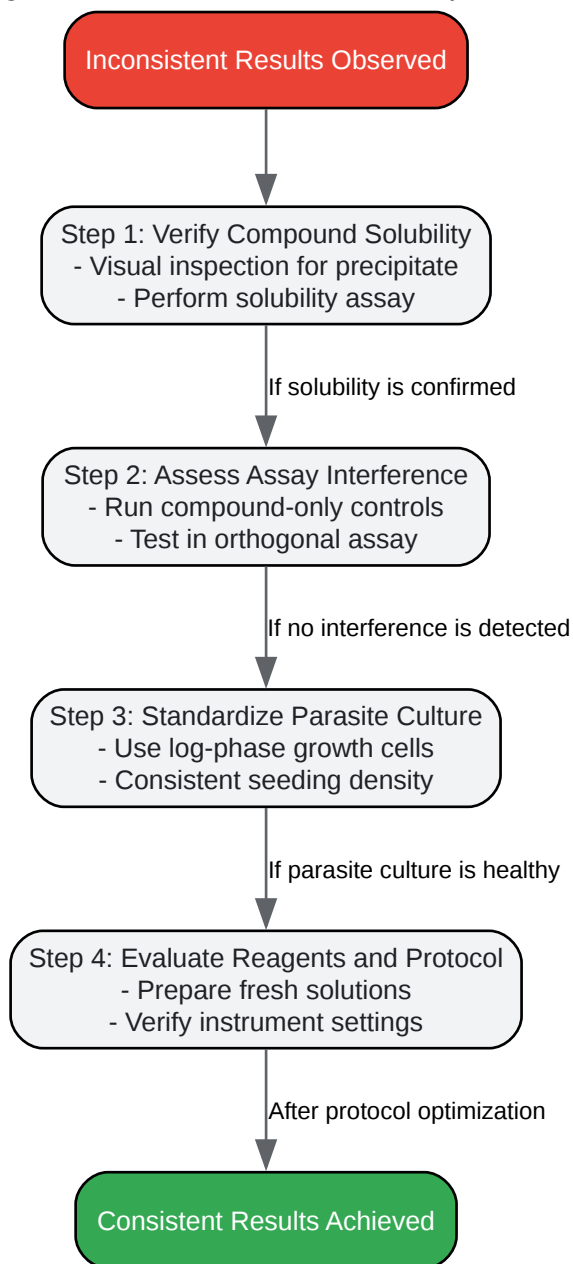 Inconsistent Results Observed
Step 1: Verify Compound Solubility
- Visual inspection for precipitate
- Perform solubility assay
If solubility is confirmed
Step 2: Assess Assay Interference
- Run compound-only controls
- Test in orthogonal assay
If no interference is detected
Step 3: Standardize Parasite Culture
- Use log-phase growth cells
- Consistent seeding density
If parasite culture is healthy
Step 4: Evaluate Reagents and Protocol
- Prepare fresh solutions
- Verify instrument settings
After protocol optimization
Consistent Results Achieved